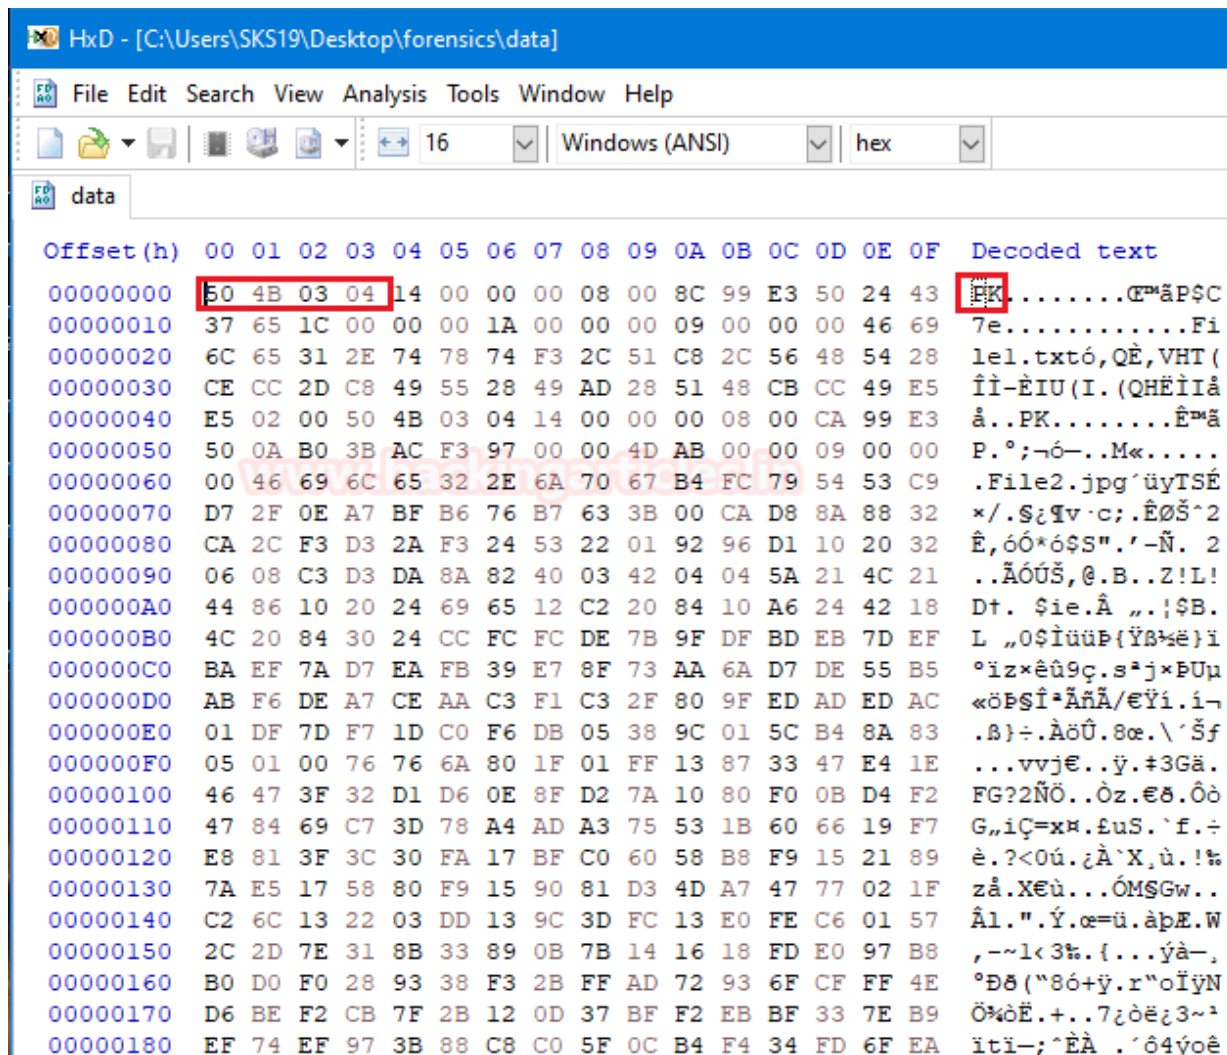 HxD - [C:\Users\SKS19\Desktop\forensics\data]
File Edit Search View Analysis Tools Window Help
16 Windows (ANSI) hex
data
Offset(h) 00 01 02 03 04 05 06 07 08 09 0A 0B 0C 0D 0E 0F Decoded text
00000000 50 4B 03 04 14 00 00 00 08 00 8C 99 E3 50 24 43 PK........Œ™ãP$C
00000010 37 65 1C 00 00 00 1A 00 00 00 09 00 00 00 46 69 7e............Fi
00000020 6C 65 31 2E 74 78 74 F3 2C 51 C8 2C 56 48 54 28 le1.txtó,QÈ,VHT(
00000030 CE CC 2D C8 49 55 28 49 AD 28 51 48 CB CC 49 E5 ÎÌ-ÈIU(I.(QHËÌIå
00000040 E5 02 00 50 4B 03 04 14 00 00 00 08 00 CA 99 E3 å..PK........Ê™ã
00000050 50 0A B0 3B AC F3 97 00 00 4D AB 00 00 09 00 00 P.°;¬ó—..M«.....
www.hackingarticles.in
00000060 00 46 69 6C 65 32 2E 6A 70 67 B4 FC 79 54 53 C9 .File2.jpg´üyTSÉ
00000070 D7 2F 0E A7 BF B6 76 B7 63 3B 00 CA D8 8A 88 32 ×/.§¿¶v·c;.ÊØŠˆ2
00000080 CA 2C F3 D3 2A F3 24 53 22 01 92 96 D1 10 20 32 Ê,óÓ*ó$S".’–Ñ. 2
00000090 06 08 C3 D3 DA 8A 82 40 03 42 04 04 5A 21 4C 21 ..ÃÓÚŠ‚@.B..Z!L!
000000A0 44 86 10 20 24 69 65 12 C2 20 84 10 A6 24 42 18 D†. $ie.Â „.¦$B.
000000B0 4C 20 84 30 24 CC FC FC DE 7B 9F DF BD EB 7D EF L „0$ÌüüÞ{Ÿß½ë}ï
000000C0 BA EF 7A D7 EA FB 39 E7 8F 73 AA 6A D7 DE 55 B5 ºïz×êû9ç.sªj×ÞUµ
000000D0 AB F6 DE A7 CE AA C3 F1 C3 2F 80 9F ED AD ED AC «öÞ§ÎªÃñÃ/€Ÿí.í¬
000000E0 01 DF 7D F7 1D C0 F6 DB 05 38 9C 01 5C B4 8A 83 .ß}÷.ÀöÛ.8œ.\´Šƒ
000000F0 05 01 00 76 76 6A 80 1F 01 FF 13 87 33 47 E4 1E ...vvj€..ÿ.‡3Gä.
00000100 46 47 3F 32 D1 D6 0E 8F D2 7A 10 80 F0 0B D4 F2 FG?2ÑÖ..Òz.€ð.Ôò
00000110 47 84 69 C7 3D 78 A4 AD A3 75 53 1B 60 66 19 F7 G„iÇ=x¤.£uS.`f.÷
00000120 E8 81 3F 3C 30 FA 17 BF C0 60 58 B8 F9 15 21 89 è.?<0ú.¿À`X¸ù.!‰
00000130 7A E5 17 58 80 F9 15 90 81 D3 4D A7 47 77 02 1F zå.X€ù...ÓM§Gw..
00000140 C2 6C 13 22 03 DD 13 9C 3D FC 13 E0 FE C6 01 57 Âl.".Ý.œ=ü.àþÆ.W
00000150 2C 2D 7E 31 8B 33 89 0B 7B 14 16 18 FD E0 97 B8 ,-~1‹3‰.{...ýà—¸
00000160 B0 D0 F0 28 93 38 F3 2B FF AD 72 93 6F CF FF 4E °Ðð(“8ó+ÿ.r“oÏÿN
00000170 D6 BE F2 CB 7F 2B 12 0D 37 BF F2 EB BF 33 7E B9 Ö¾òË.+..7¿òë¿3~¹
00000180 EF 74 EF 97 3B 88 C8 C0 5F 0C B4 F4 34 FD 6F EA ïtï—;ˆÈÀ_.´ô4ýoê